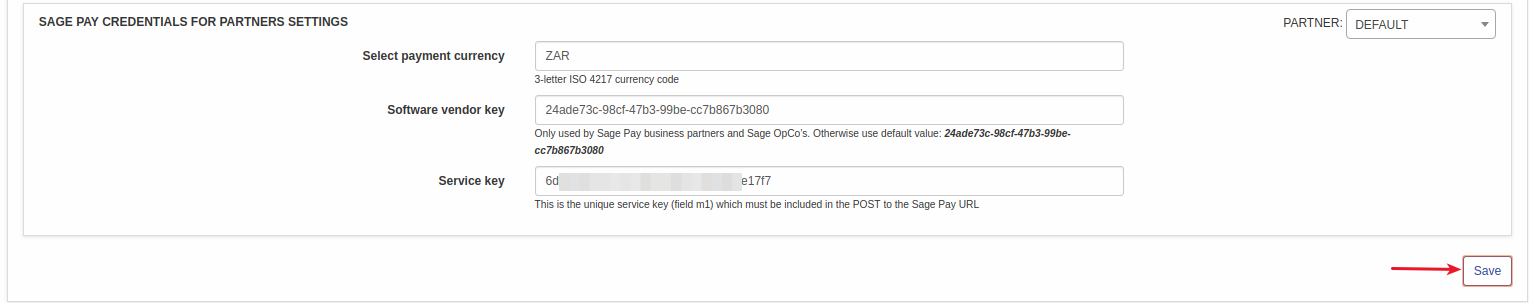 SAGE PAY CREDENTIALS FOR PARTNERS SETTINGS
PARTNER: DEFAULT
Select payment currency
ZAR
3-letter ISO 4217 currency code
Software vendor key
24ade73c-98cf-47b3-99be-cc7b867b3080
Only used by Sage Pay business partners and Sage OpCo's. Otherwise use default value: 24ade73c-98cf-47b3-99be-
cc7b867b3080
Service key
6d e17f7
This is the unique service key (field m1) which must be included in the POST to the Sage Pay URL
Save